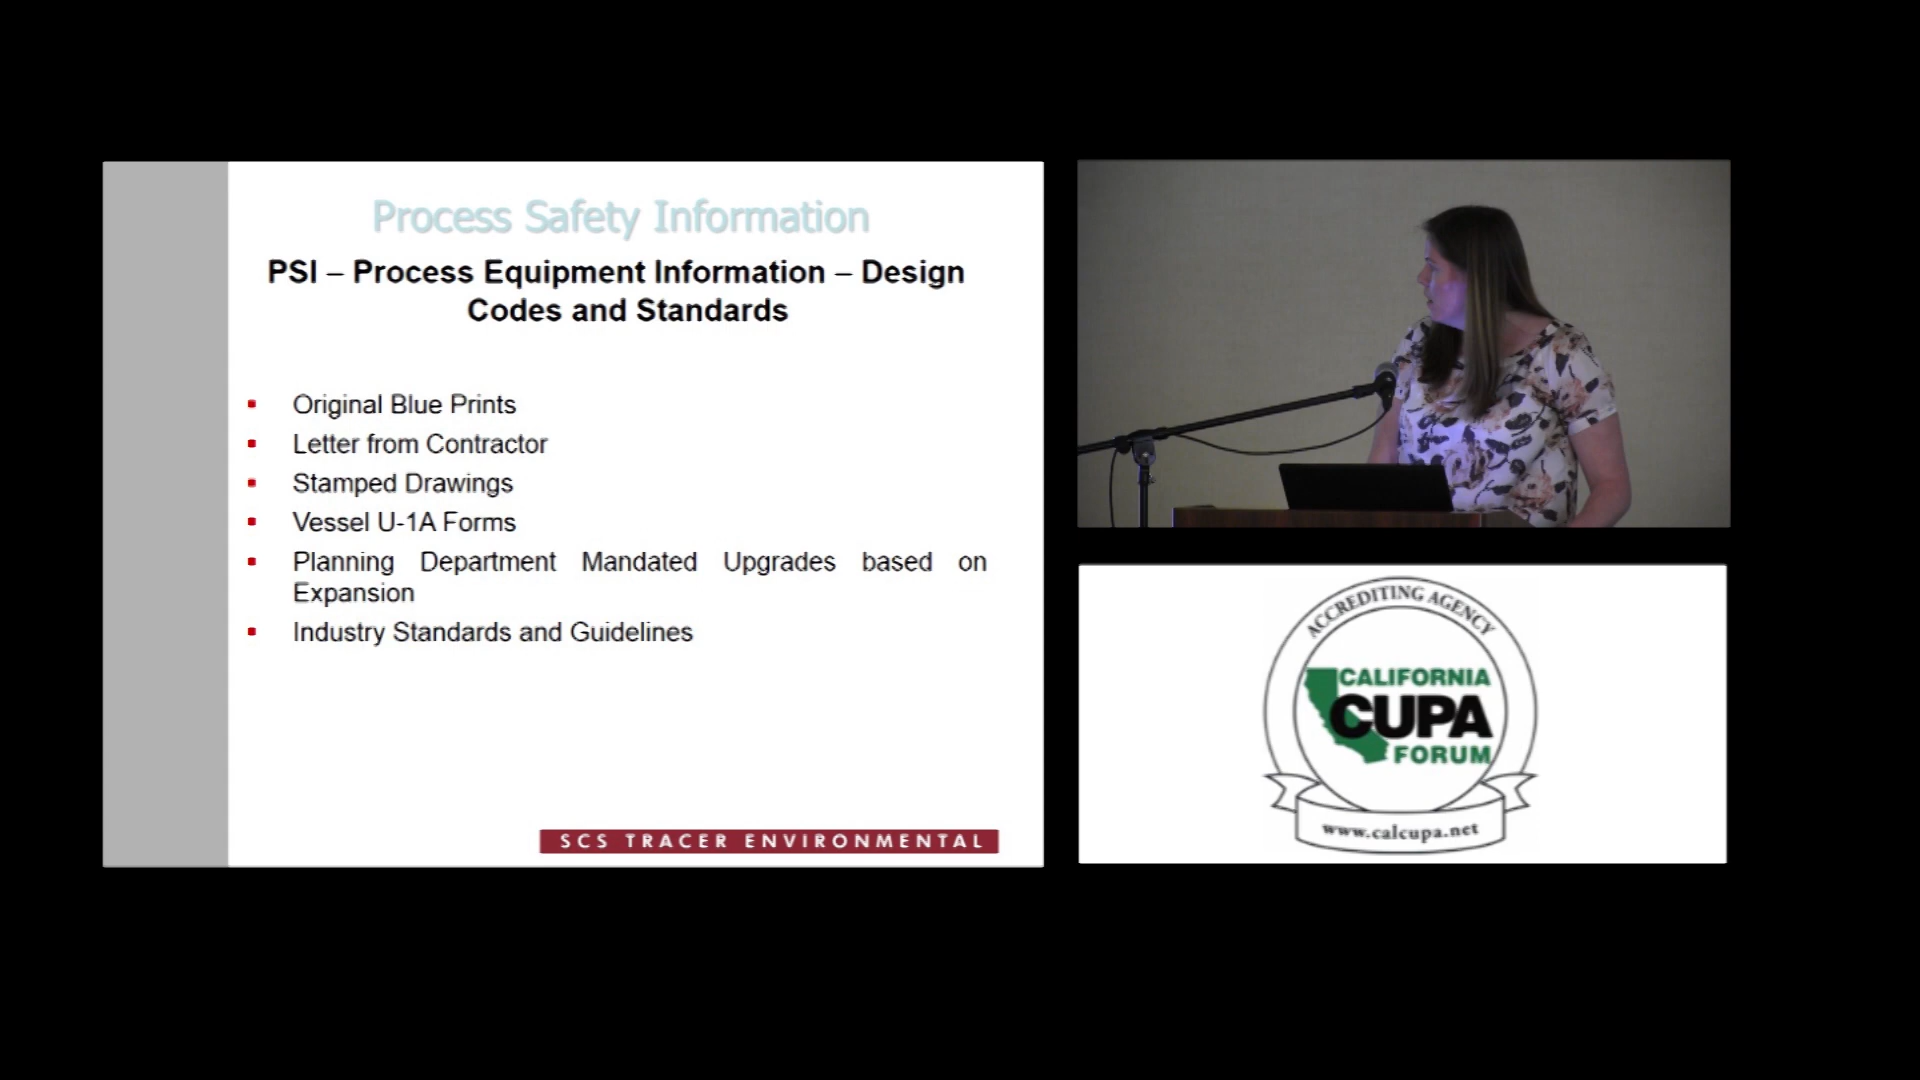 Process Safety Information
PSI – Process Equipment Information – Design
Codes and Standards
Original Blue Prints
Letter from Contractor
Stamped Drawings
Vessel U-1A Forms
Planning Department Mandated Upgrades based on
Expansion
Industry Standards and Guidelines
SCS TRACER ENVIRONMENTAL
ACCREDITING AGENCY
CALIFORNIA
CUPA
FORUM
www.calcupa.net